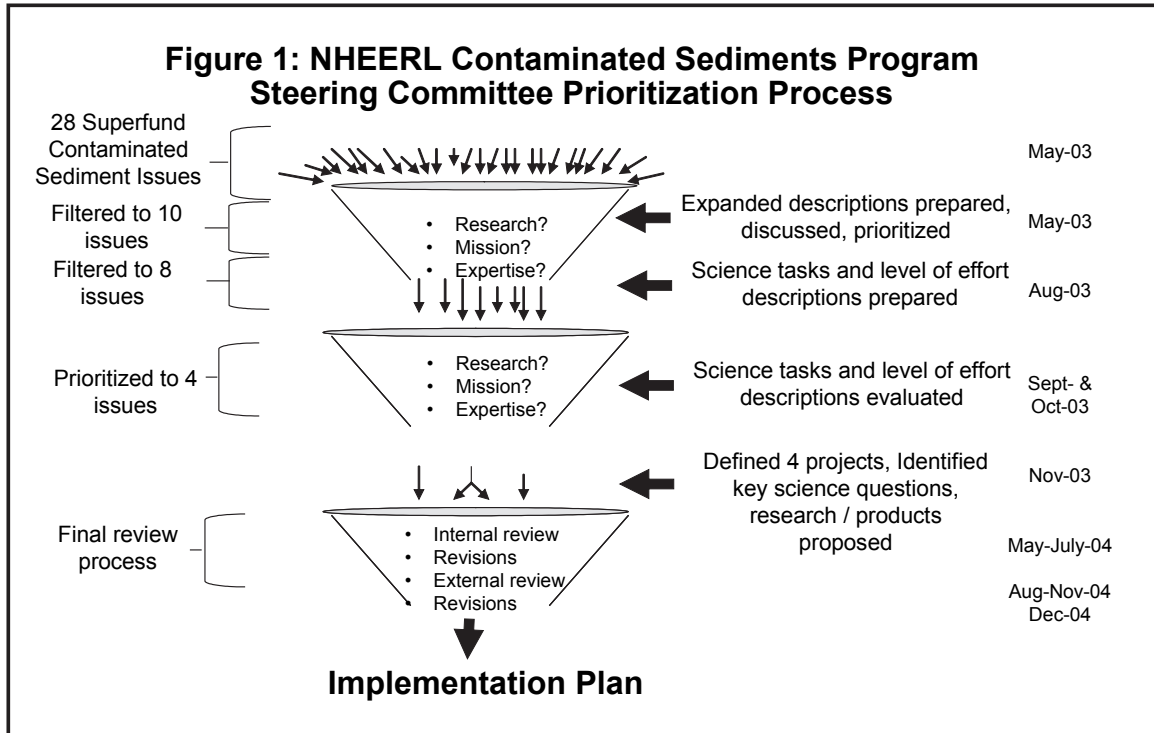 Figure 1: NHEERL Contaminated Sediments Program
Steering Committee Prioritization Process
28 Superfund
Contaminated
Sediment Issues
May-03
Filtered to 10
issues
• Research?
• Mission?
• Expertise?
Expanded descriptions prepared,
discussed, prioritized
May-03
Filtered to 8
issues
Science tasks and level of effort
descriptions prepared
Aug-03
Prioritized to 4
issues
• Research?
• Mission?
• Expertise?
Science tasks and level of effort
descriptions evaluated
Sept- &
Oct-03
Defined 4 projects, Identified
key science questions,
research / products
proposed
Nov-03
Final review
process
• Internal review
• Revisions
• External review
• Revisions
May-July-04
Aug-Nov-04
Dec-04
Implementation Plan